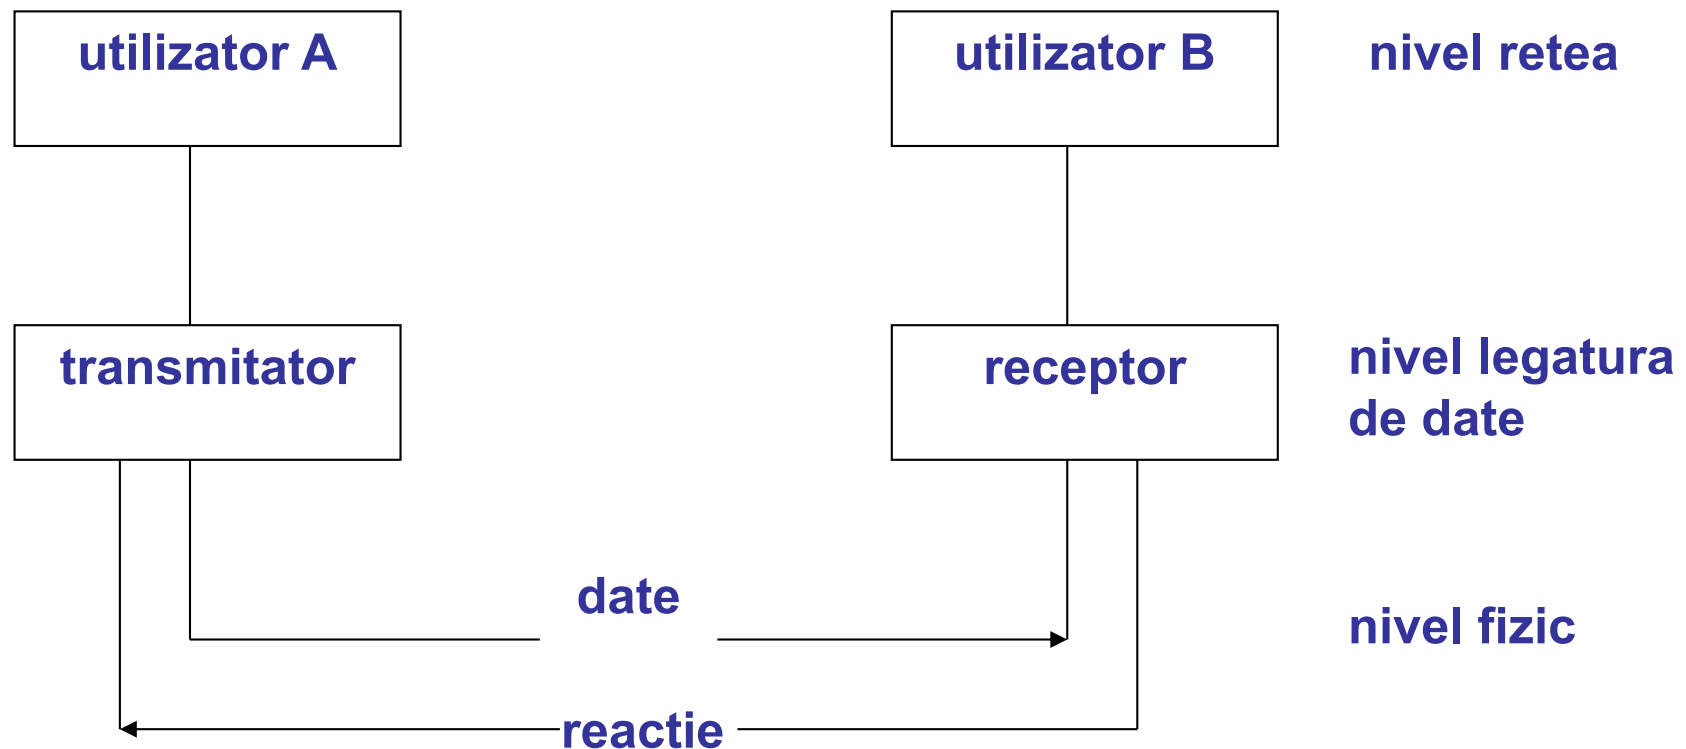 utilizator A
utilizator B
nivel retea
transmitator
receptor
nivel legatura
de date
date
nivel fizic
reactie